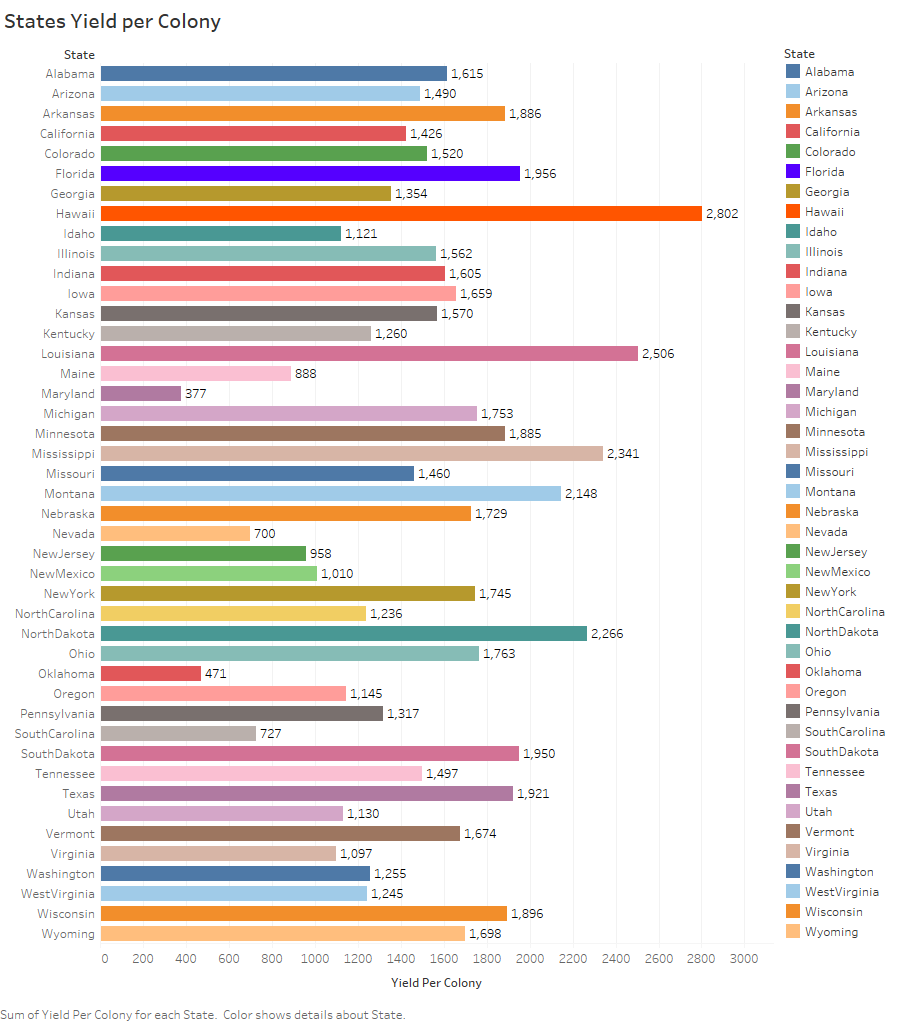 States Yield per Colony
State
Alabama 1,615
Arizona 1,490
Arkansas 1,886
California 1,426
Colorado 1,520
Florida 1,956
Georgia 1,354
Hawaii 2,802
Idaho 1,121
Illinois 1,562
Indiana 1,605
Iowa 1,659
Kansas 1,570
Kentucky 1,260
Louisiana 2,506
Maine 888
Maryland 377
Michigan 1,753
Minnesota 1,885
Mississippi 2,341
Missouri 1,460
Montana 2,148
Nebraska 1,729
Nevada 700
NewJersey 958
NewMexico 1,010
NewYork 1,745
NorthCarolina 1,236
NorthDakota 2,266
Ohio 1,763
Oklahoma 471
Oregon 1,145
Pennsylvania 1,317
SouthCarolina 727
SouthDakota 1,950
Tennessee 1,497
Texas 1,921
Utah 1,130
Vermont 1,674
Virginia 1,097
Washington 1,255
WestVirginia 1,245
Wisconsin 1,896
Wyoming 1,698
0 200 400 600 800 1000 1200 1400 1600 1800 2000 2200 2400 2600 2800 3000
Yield Per Colony
State
Alabama
Arizona
Arkansas
California
Colorado
Florida
Georgia
Hawaii
Idaho
Illinois
Indiana
Iowa
Kansas
Kentucky
Louisiana
Maine
Maryland
Michigan
Minnesota
Mississippi
Missouri
Montana
Nebraska
Nevada
NewJersey
NewMexico
NewYork
NorthCarolina
NorthDakota
Ohio
Oklahoma
Oregon
Pennsylvania
SouthCarolina
SouthDakota
Tennessee
Texas
Utah
Vermont
Virginia
Washington
WestVirginia
Wisconsin
Wyoming
Sum of Yield Per Colony for each State.  Color shows details about State.